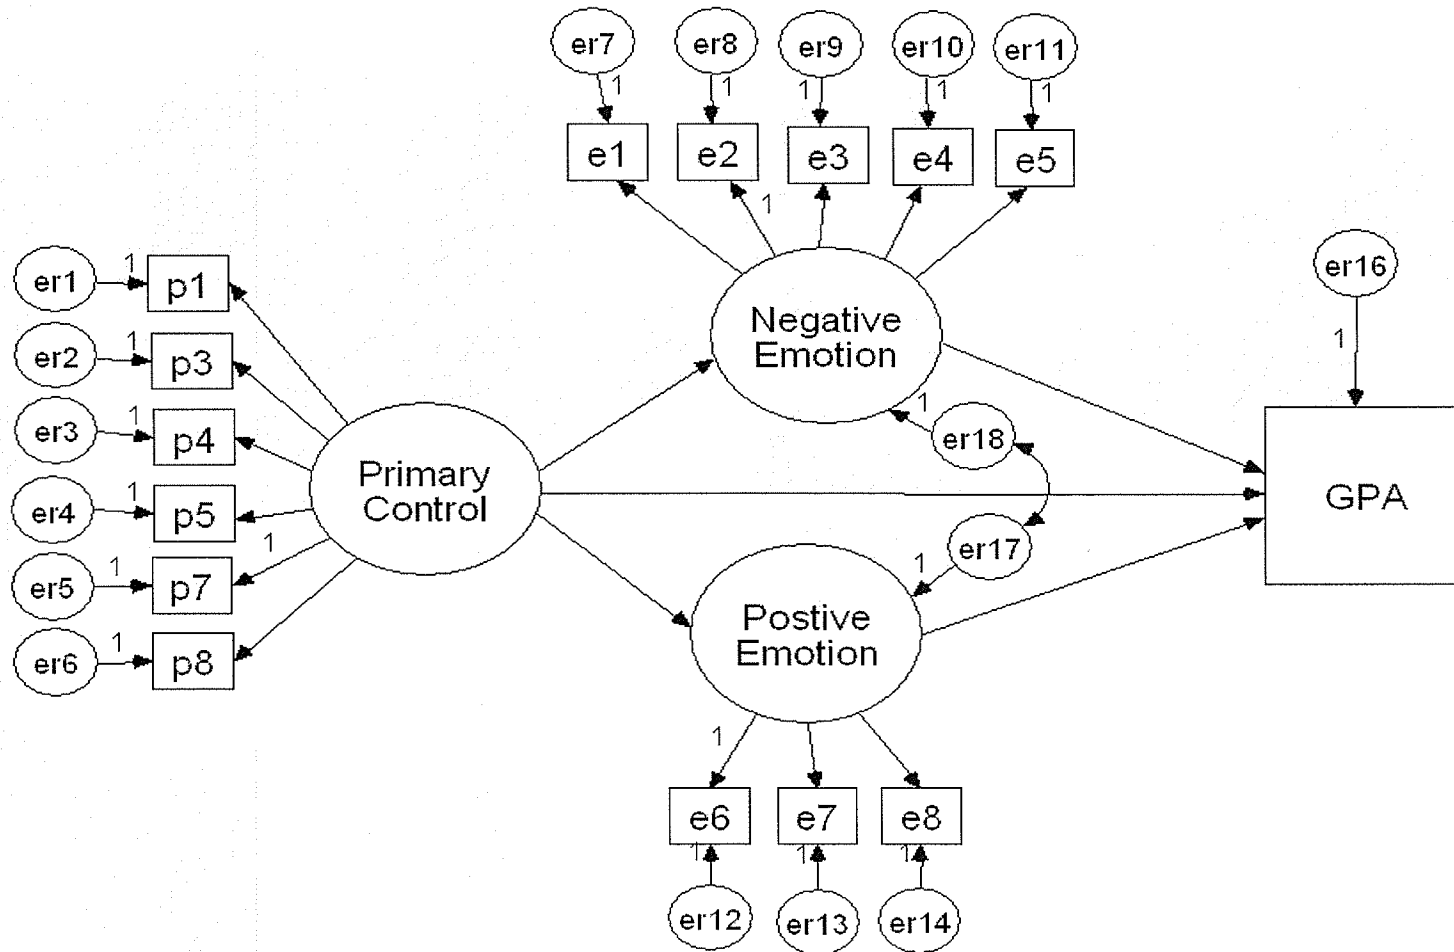 er7
er8
er9
er10
er11
1
1
1
1
1
e1
e2
e3
e4
e5
1
er1
1
p1
er2
1
p3
er3
1
p4
er4
1
p5
er5
1
p7
1
er6
1
p8
Primary
Control
Negative
Emotion
1
er18
er17
1
Postive
Emotion
er16
1
GPA
1
e6
e7
e8
1
1
1
er12
er13
er14